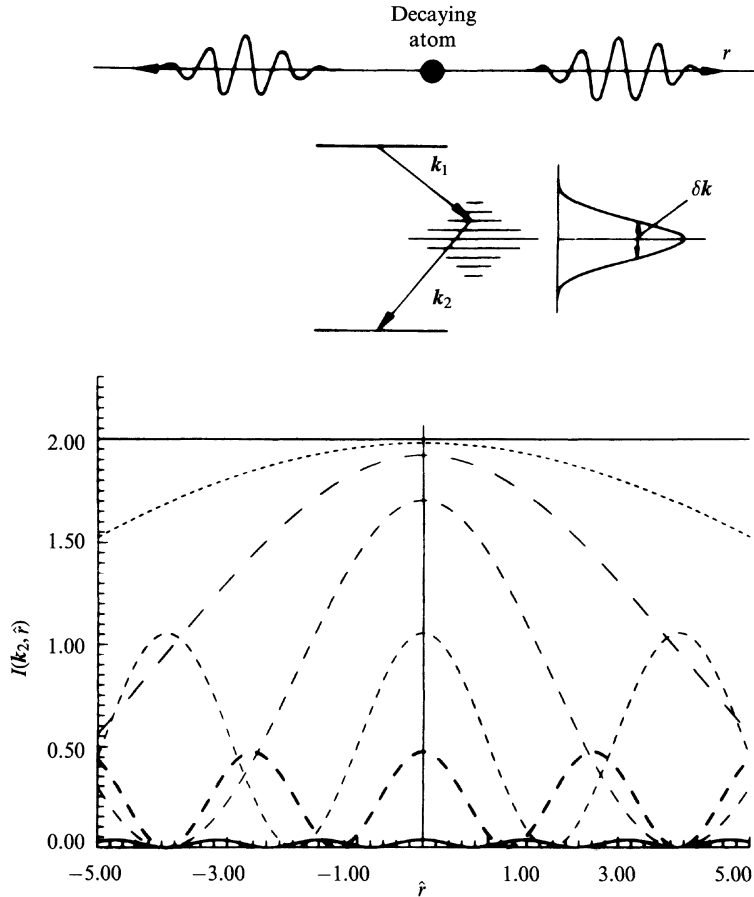 Decaying
atom
r
k₁
δk
k₂
2.00
1.50
1.00
0.50
0.00
I(k₂, r̂)
−5.00
−3.00
−1.00
1.00
3.00
5.00
r̂